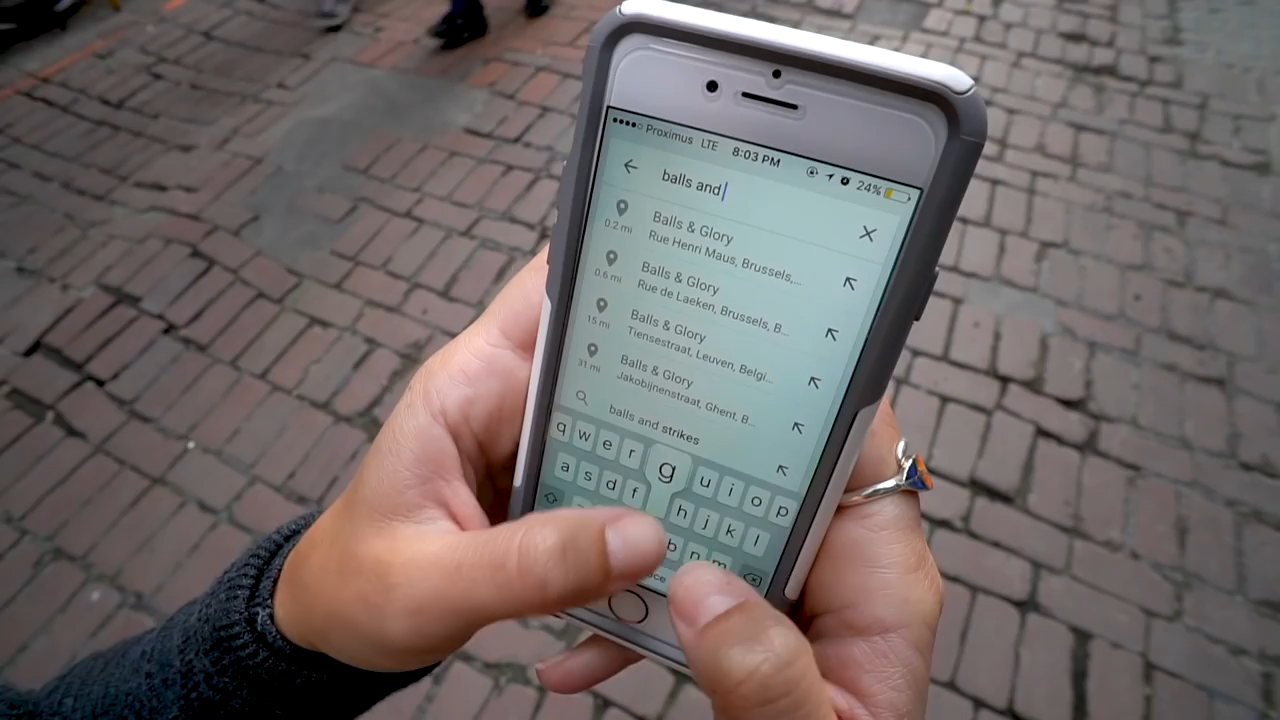 Proximus LTE 8:03 PM 24%
balls and
Balls & Glory
0.2 mi Rue Henri Maus, Brussels,...
Balls & Glory
0.6 mi Rue de Laeken, Brussels, B...
Balls & Glory
15 mi Tiensestraat, Leuven, Belgi...
Balls & Glory
31 mi Jakobijnenstraat, Ghent, B...
balls and strikes
q w e r g u i o p
a s d f h j k l
b n m